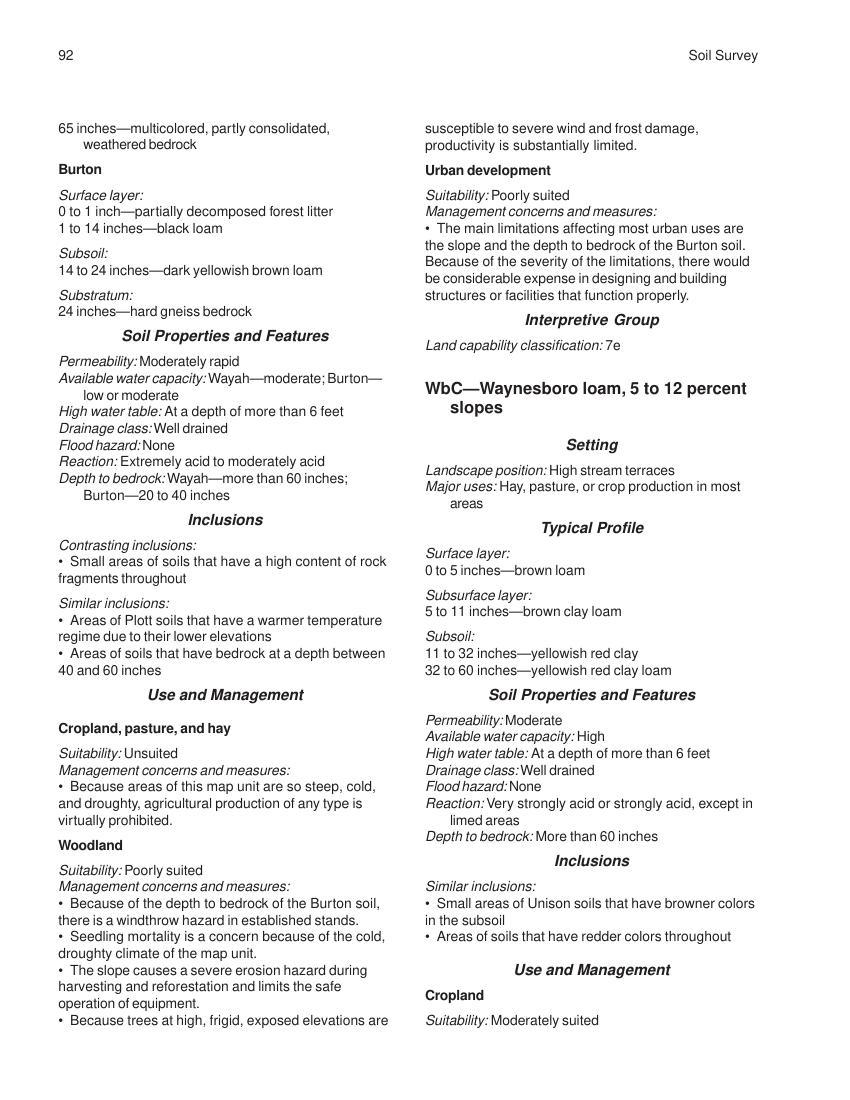 92
Soil Survey
65 inches—multicolored, partly consolidated,
weathered bedrock
Burton
Surface layer:
0 to 1 inch—partially decomposed forest litter
1 to 14 inches—black loam
Subsoil:
14 to 24 inches—dark yellowish brown loam
Substratum:
24 inches—hard gneiss bedrock
Soil Properties and Features
Permeability: Moderately rapid
Available water capacity: Wayah—moderate; Burton—
low or moderate
High water table: At a depth of more than 6 feet
Drainage class: Well drained
Flood hazard: None
Reaction: Extremely acid to moderately acid
Depth to bedrock: Wayah—more than 60 inches;
Burton—20 to 40 inches
Inclusions
Contrasting inclusions:
• Small areas of soils that have a high content of rock
fragments throughout
Similar inclusions:
• Areas of Plott soils that have a warmer temperature
regime due to their lower elevations
• Areas of soils that have bedrock at a depth between
40 and 60 inches
Use and Management
Cropland, pasture, and hay
Suitability: Unsuited
Management concerns and measures:
• Because areas of this map unit are so steep, cold,
and droughty, agricultural production of any type is
virtually prohibited.
Woodland
Suitability: Poorly suited
Management concerns and measures:
• Because of the depth to bedrock of the Burton soil,
there is a windthrow hazard in established stands.
• Seedling mortality is a concern because of the cold,
droughty climate of the map unit.
• The slope causes a severe erosion hazard during
harvesting and reforestation and limits the safe
operation of equipment.
• Because trees at high, frigid, exposed elevations are
susceptible to severe wind and frost damage,
productivity is substantially limited.
Urban development
Suitability: Poorly suited
Management concerns and measures:
• The main limitations affecting most urban uses are
the slope and the depth to bedrock of the Burton soil.
Because of the severity of the limitations, there would
be considerable expense in designing and building
structures or facilities that function properly.
Interpretive Group
Land capability classification: 7e
WbC—Waynesboro loam, 5 to 12 percent
slopes
Setting
Landscape position: High stream terraces
Major uses: Hay, pasture, or crop production in most
areas
Typical Profile
Surface layer:
0 to 5 inches—brown loam
Subsurface layer:
5 to 11 inches—brown clay loam
Subsoil:
11 to 32 inches—yellowish red clay
32 to 60 inches—yellowish red clay loam
Soil Properties and Features
Permeability: Moderate
Available water capacity: High
High water table: At a depth of more than 6 feet
Drainage class: Well drained
Flood hazard: None
Reaction: Very strongly acid or strongly acid, except in
limed areas
Depth to bedrock: More than 60 inches
Inclusions
Similar inclusions:
• Small areas of Unison soils that have browner colors
in the subsoil
• Areas of soils that have redder colors throughout
Use and Management
Cropland
Suitability: Moderately suited